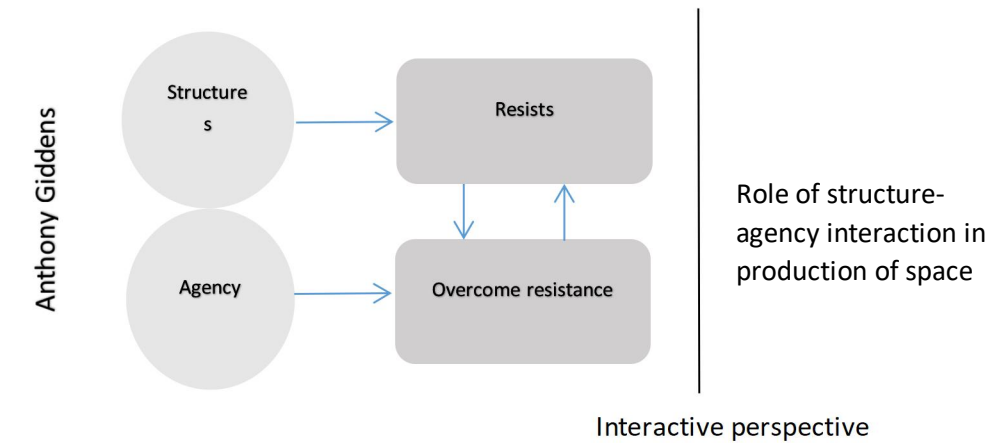 Anthony Giddens
Structure
s
Resists
Agency
Overcome resistance
Role of structure-
agency interaction in
production of space
Interactive perspective